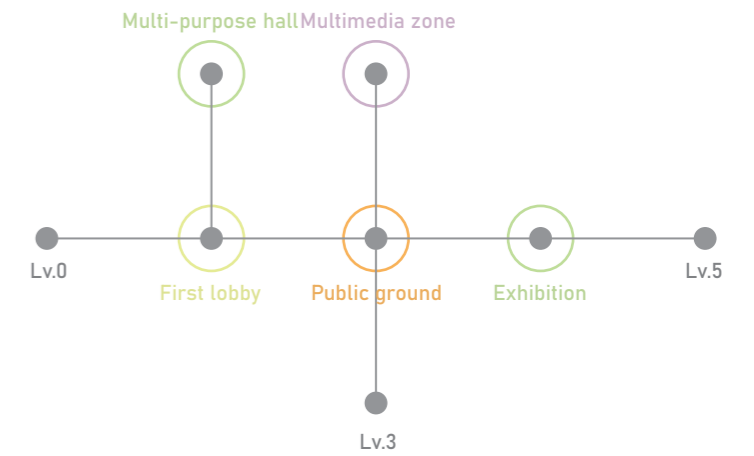 Multi-purpose hall
Multimedia zone
Lv.0
Lv.5
First lobby
Public ground
Exhibition
Lv.3